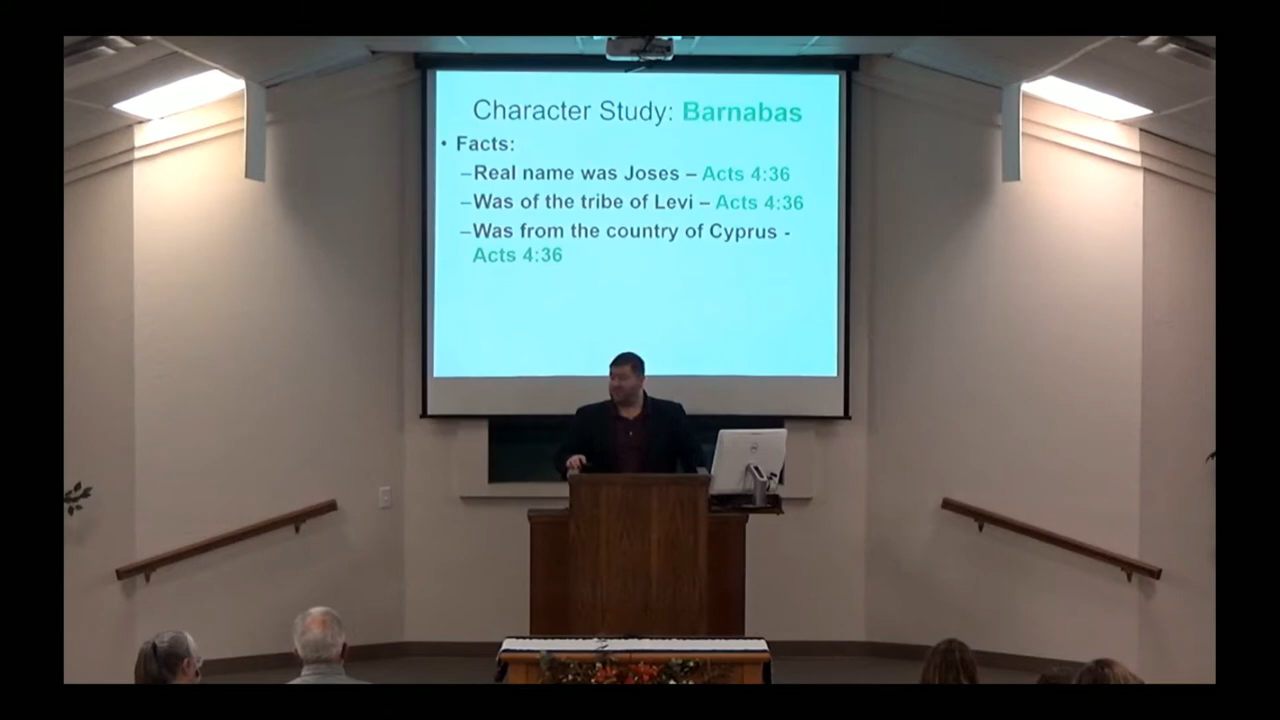 Character Study: Barnabas
• Facts:
–Real name was Joses – Acts 4:36
–Was of the tribe of Levi – Acts 4:36
–Was from the country of Cyprus -
Acts 4:36